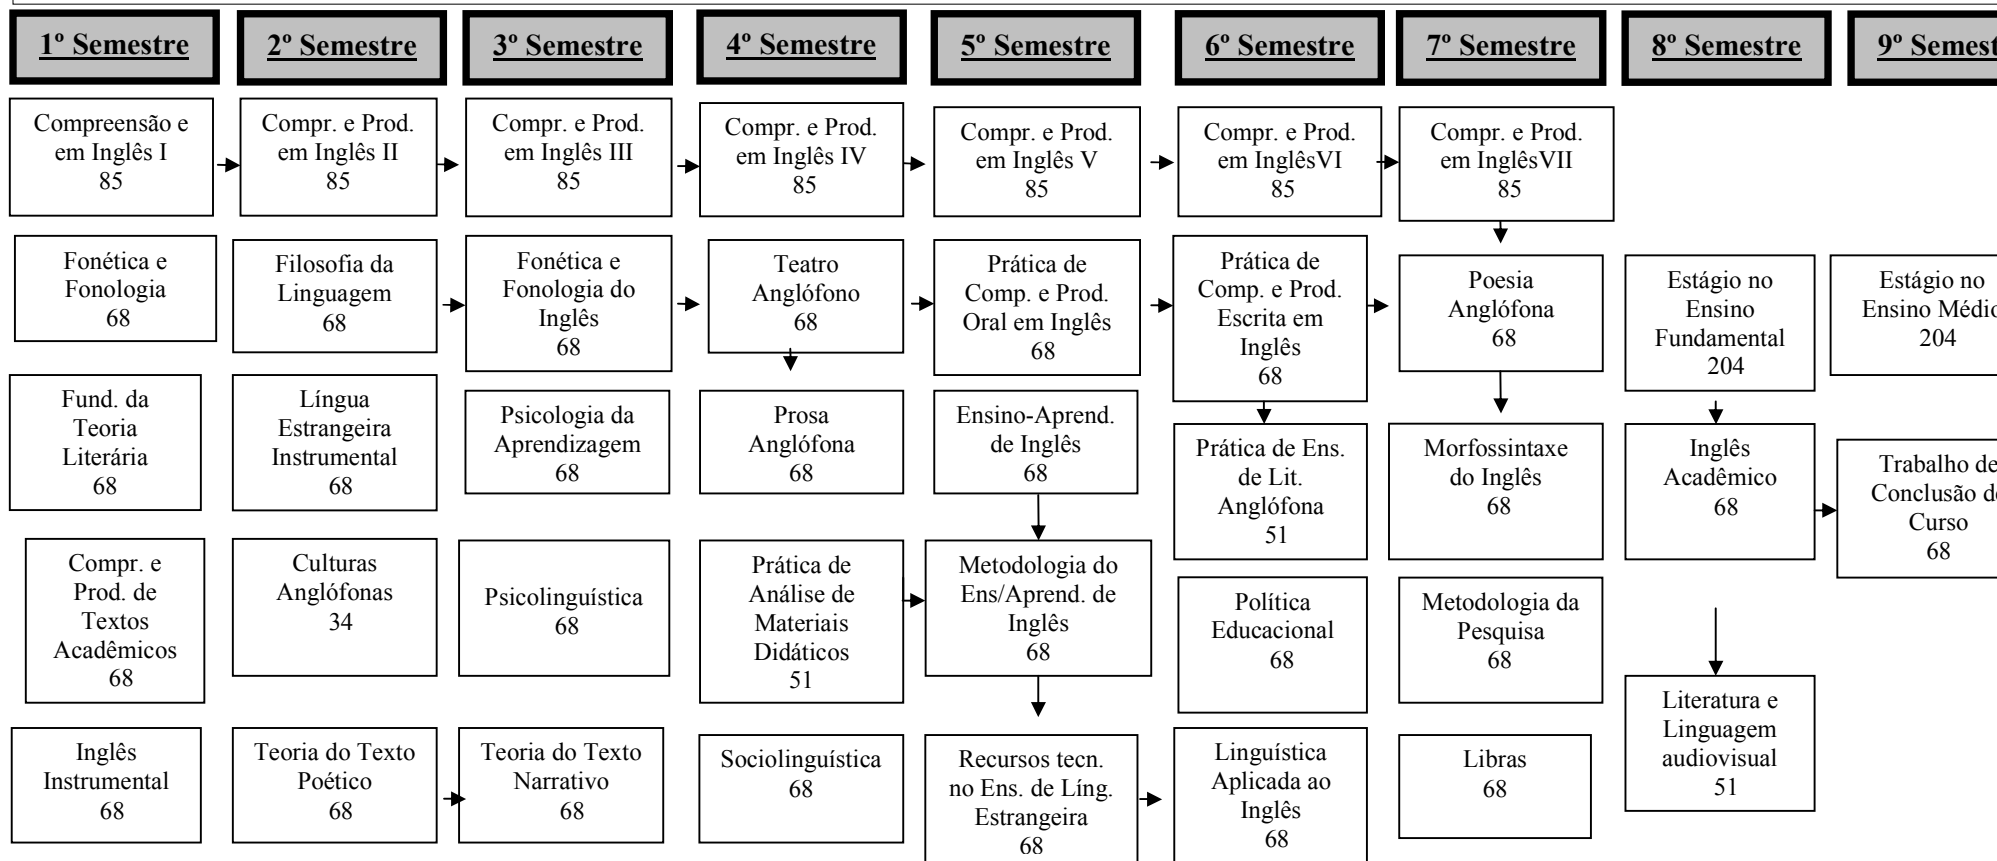 1º Semestre
2º Semestre
3º Semestre
4º Semestre
5º Semestre
6º Semestre
7º Semestre
8º Semestre
9º Semest
Compreensão e
em Inglês I
85
Compr. e Prod.
em Inglês II
85
Compr. e Prod.
em Inglês III
85
Compr. e Prod.
em Inglês IV
85
Compr. e Prod.
em Inglês V
85
Compr. e Prod.
em InglêsVI
85
Compr. e Prod.
em InglêsVII
85
Fonética e
Fonologia
68
Filosofia da
Linguagem
68
Fonética e
Fonologia do
Inglês
68
Teatro
Anglófono
68
Prática de
Comp. e Prod.
Oral em Inglês
68
Prática de
Comp. e Prod.
Escrita em
Inglês
68
Poesia
Anglófona
68
Estágio no
Ensino
Fundamental
204
Estágio no
Ensino Médio
204
Fund. da
Teoria
Literária
68
Língua
Estrangeira
Instrumental
68
Psicologia da
Aprendizagem
68
Prosa
Anglófona
68
Ensino-Aprend.
de Inglês
68
Prática de Ens.
de Lit.
Anglófona
51
Morfossintaxe
do Inglês
68
Inglês
Acadêmico
68
Trabalho de
Conclusão d
Curso
68
Compr. e
Prod. de
Textos
Acadêmicos
68
Culturas
Anglófonas
34
Psicolinguística
68
Prática de
Análise de
Materiais
Didáticos
51
Metodologia do
Ens/Aprend. de
Inglês
68
Política
Educacional
68
Metodologia da
Pesquisa
68
Literatura e
Linguagem
audiovisual
51
Inglês
Instrumental
68
Teoria do Texto
Poético
68
Teoria do Texto
Narrativo
68
Sociolinguística
68
Recursos tecn.
no Ens. de Líng.
Estrangeira
68
Linguística
Aplicada ao
Inglês
68
Libras
68